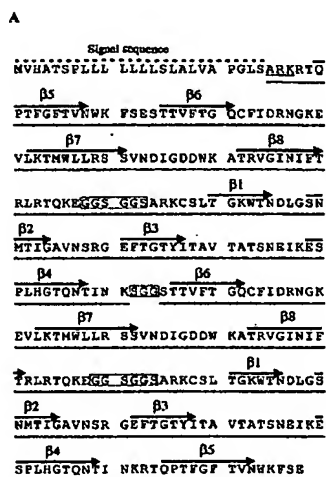 A
Signal sequence
MVHATSPLLL LLLLSLALVA PGLSARKRTQ
β5 β6
PTFGFTVNWK FSESTTVFTG QCFIDRNGKE
β7 β8
VLKTMWLLRS SVNDIGDDWK ATRVGINIFT
β1
RLRTQKEGGS GGSARKCSLT GKWTNDLGSN
β2 β3
MTIGAVNSRG EFTGTYITAV TATSNEIKES
β4 β6
PLHGTQNTIN KSGGSTTVFT GQCFIDRNGK
β7 β8
EVLKTMWLLR SSVNDIGDDW KATRVGINIF
β1
TRLRTQKEGG SGGSARKCSL TGKWTNDLGS
β2 β3
NMTIGAVNSR GEFTGTYITA VTATSNEIKE
β4 β5
SPLHGTQNTI NKRTQPTFGF TVNWKFSE